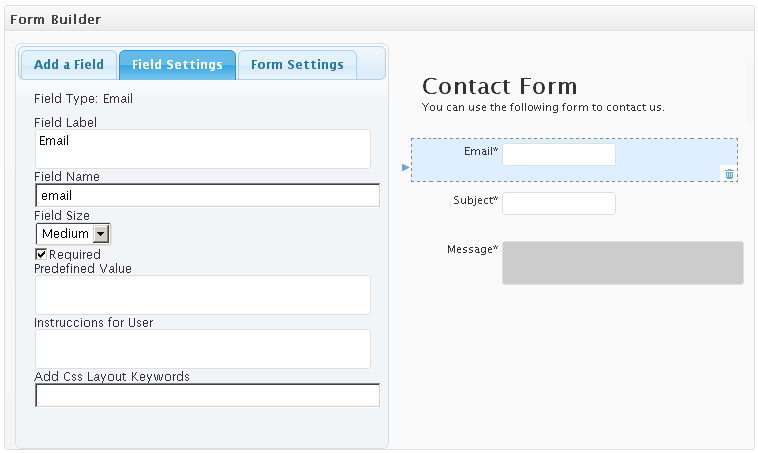 Form Builder
Add a Field
Field Settings
Form Settings
Field Type: Email
Field Label
Email
Field Name
email
Field Size
Medium
Required
Predefined Value
Instruccions for User
Add Css Layout Keywords
Contact Form
You can use the following form to contact us.
Email*
Subject*
Message*